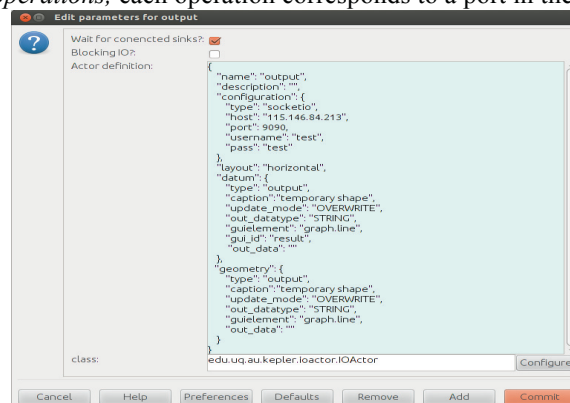 operations, each operation corresponds to a port in the
Edit parameters for output
Wait for conencted sinks?:
Blocking IO?:
Actor definition:
{
"name": "output",
"description": "",
"configuration": {
"type": "socketio",
"host": "115.146.84.213",
"port": 9090,
"username": "test",
"pass": "test"
},
"layout": "horizontal",
"datum": {
"type": "output",
"caption":"temporary shape",
"update_mode": "OVERWRITE",
"out_datatype": "STRING",
"guielement": "graph.line",
"gui_id": "result",
"out_data": ""
},
"geometry": {
"type": "output",
"caption":"temporary shape",
"update_mode": "OVERWRITE",
"out_datatype": "STRING",
"guielement": "graph.line",
"out_data": ""
}
}
class:
edu.uq.au.kepler.ioactor.IOActor
Configure
Cancel
Help
Preferences
Defaults
Remove
Add
Commit